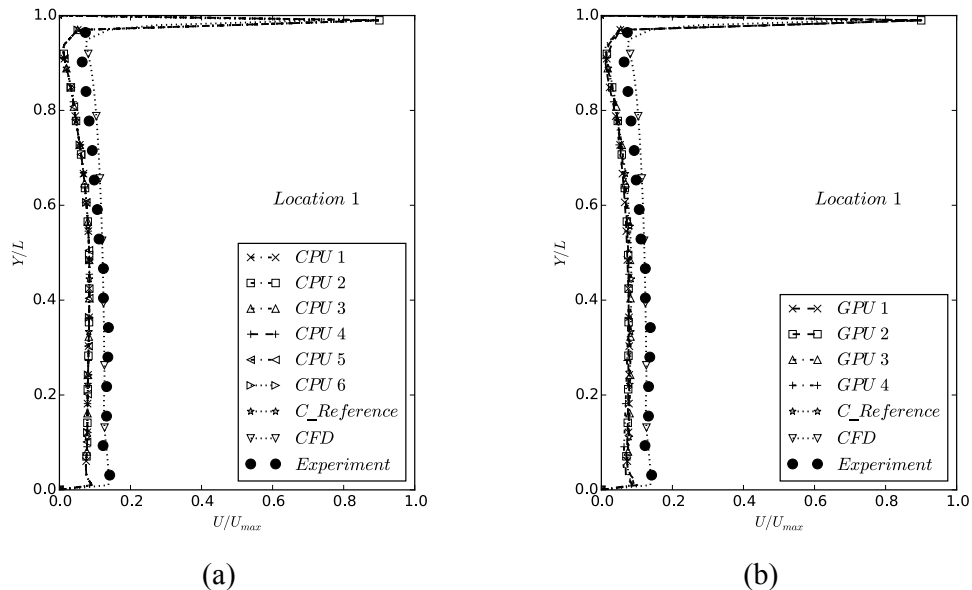 1.0
0.8
0.6
0.4
0.2
0.0
Y/L
0.0 0.2 0.4 0.6 0.8 1.0
U/U_max
Location 1
CPU 1
CPU 2
CPU 3
CPU 4
CPU 5
CPU 6
C_Reference
CFD
Experiment
(a)
1.0
0.8
0.6
0.4
0.2
0.0
Y/L
0.0 0.2 0.4 0.6 0.8 1.0
U/U_max
Location 1
GPU 1
GPU 2
GPU 3
GPU 4
C_Reference
CFD
Experiment
(b)